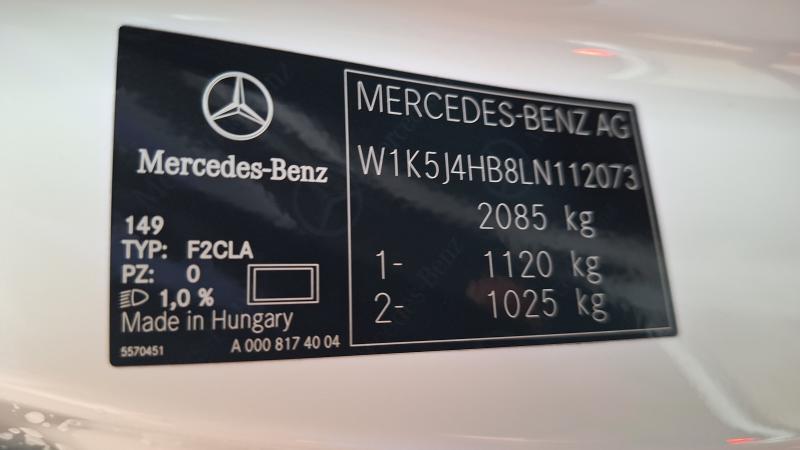 Mercedes-Benz
149
TYP: F2CLA
PZ: 0
1,0 %
Made in Hungary
5570451 A 000 817 40 04
MERCEDES-BENZ AG
W1K5J4HB8LN112073
2085 kg
1- 1120 kg
2- 1025 kg